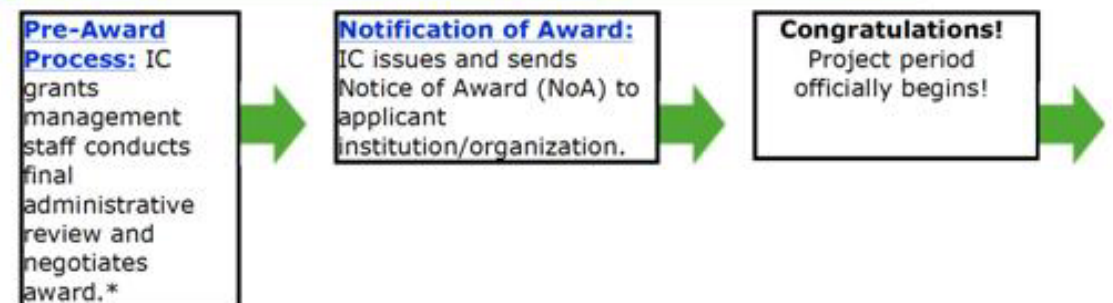 Pre-Award
Process: IC
grants
management
staff conducts
final
administrative
review and
negotiates
award.*
Notification of Award:
IC issues and sends
Notice of Award (NoA) to
applicant
institution/organization.
Congratulations!
Project period
officially begins!